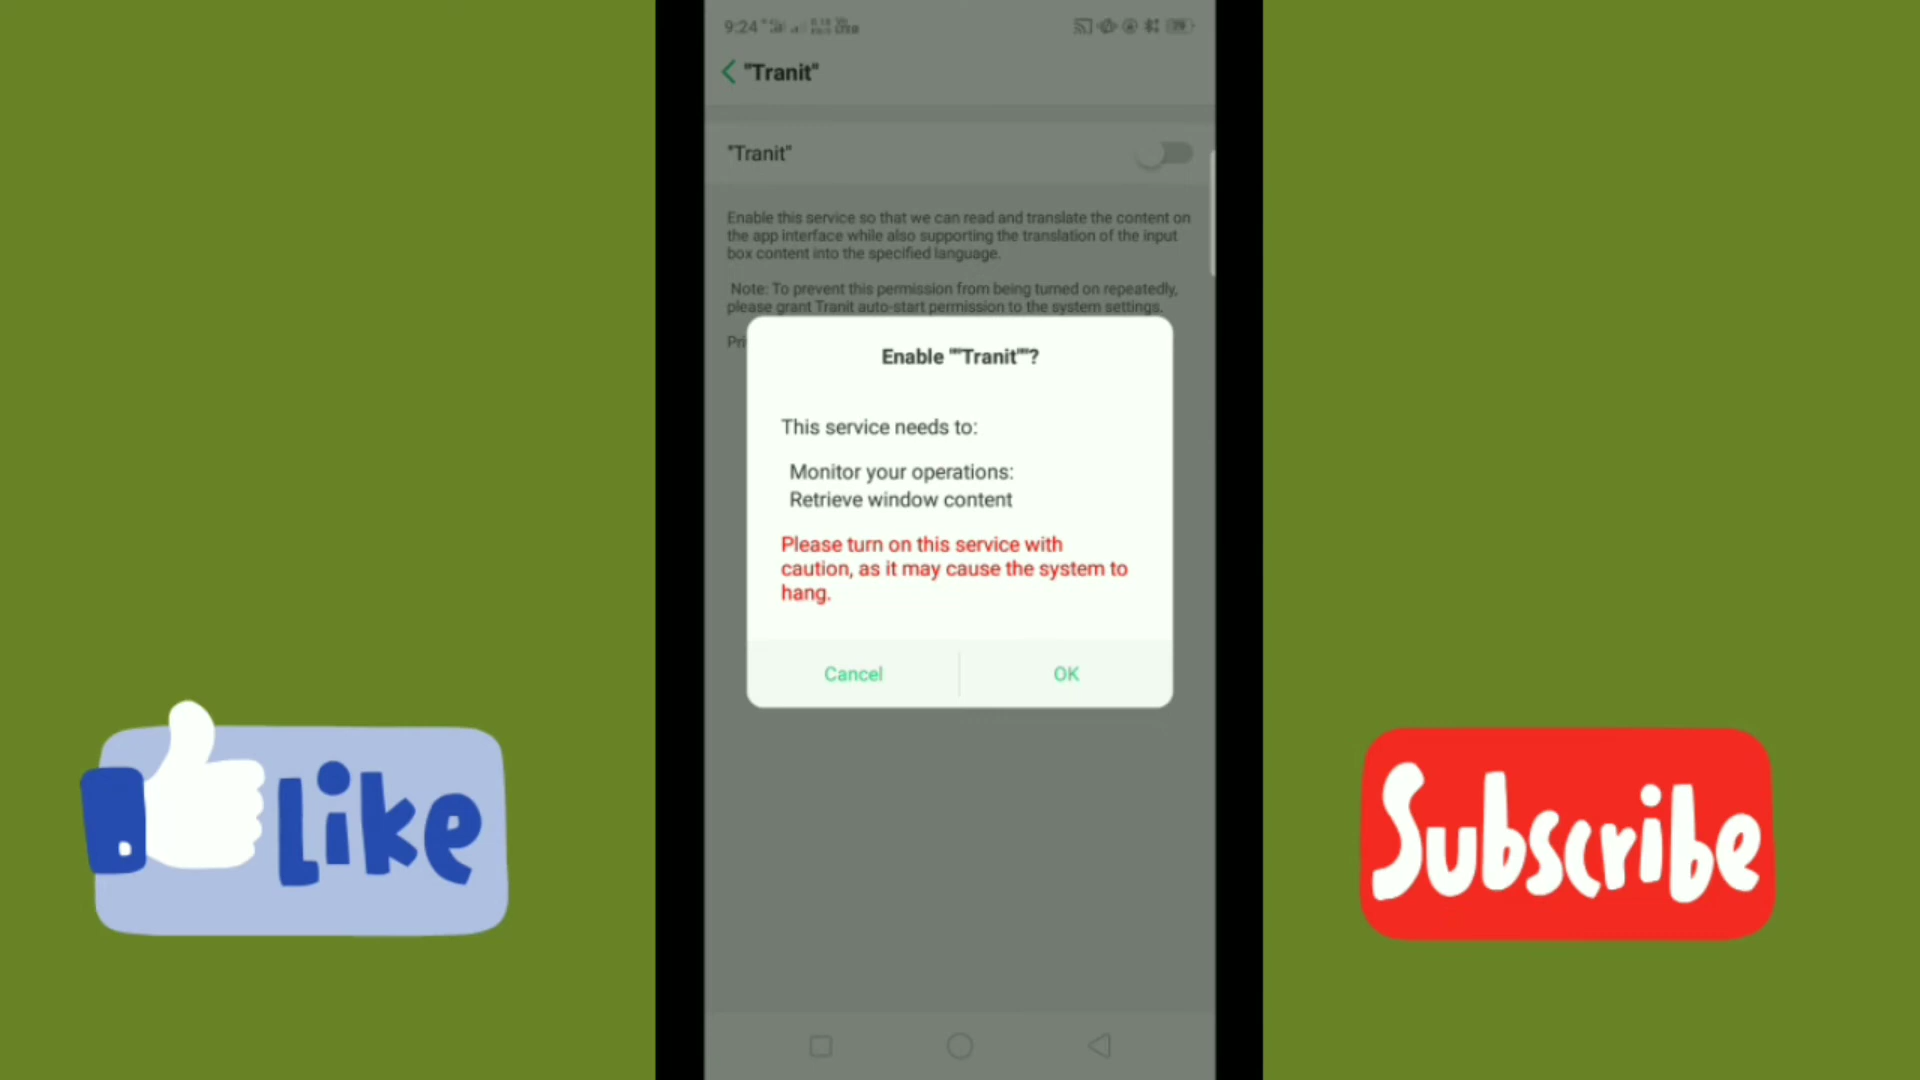 9:24
"Tranit"
"Tranit"
Enable this service so that we can read and translate the content on
the app interface while also supporting the translation of the input
box content into the specified language.
Note: To prevent this permission from being turned on repeatedly,
please grant Tranit auto-start permission to the system settings.
Pri
Enable ""Tranit""?
This service needs to:
Monitor your operations:
Retrieve window content
Please turn on this service with
caution, as it may cause the system to
hang.
Cancel
OK
Like
Subscribe